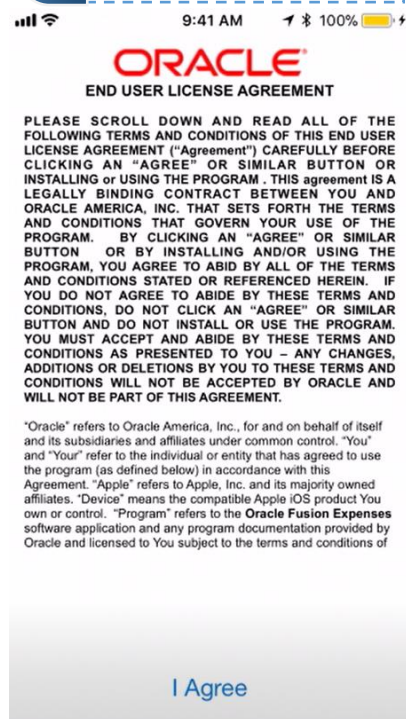 9:41 AM 100%
ORACLE®
END USER LICENSE AGREEMENT
PLEASE SCROLL DOWN AND READ ALL OF THE
FOLLOWING TERMS AND CONDITIONS OF THIS END USER
LICENSE AGREEMENT (“Agreement”) CAREFULLY BEFORE
CLICKING AN “AGREE” OR SIMILAR BUTTON OR
INSTALLING or USING THE PROGRAM . THIS agreement IS A
LEGALLY BINDING CONTRACT BETWEEN YOU AND
ORACLE AMERICA, INC. THAT SETS FORTH THE TERMS
AND CONDITIONS THAT GOVERN YOUR USE OF THE
PROGRAM. BY CLICKING AN “AGREE” OR SIMILAR
BUTTON OR BY INSTALLING AND/OR USING THE
PROGRAM, YOU AGREE TO ABID BY ALL OF THE TERMS
AND CONDITIONS STATED OR REFERENCED HEREIN. IF
YOU DO NOT AGREE TO ABIDE BY THESE TERMS AND
CONDITIONS, DO NOT CLICK AN “AGREE” OR SIMILAR
BUTTON AND DO NOT INSTALL OR USE THE PROGRAM.
YOU MUST ACCEPT AND ABIDE BY THESE TERMS AND
CONDITIONS AS PRESENTED TO YOU – ANY CHANGES,
ADDITIONS OR DELETIONS BY YOU TO THESE TERMS AND
CONDITIONS WILL NOT BE ACCEPTED BY ORACLE AND
WILL NOT BE PART OF THIS AGREEMENT.
“Oracle” refers to Oracle America, Inc., for and on behalf of itself
and its subsidiaries and affiliates under common control. “You”
and “Your” refer to the individual or entity that has agreed to use
the program (as defined below) in accordance with this
Agreement. “Apple” refers to Apple, Inc. and its majority owned
affiliates. “Device” means the compatible Apple iOS product You
own or control. “Program” refers to the Oracle Fusion Expenses
software application and any program documentation provided by
Oracle and licensed to You subject to the terms and conditions of
I Agree